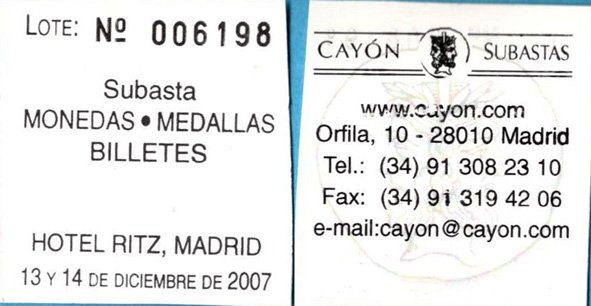 LOTE: Nº 006198
Subasta
MONEDAS • MEDALLAS
BILLETES
HOTEL RITZ, MADRID
13 Y 14 DE DICIEMBRE DE 2007
CAYÓN SUBASTAS
www.cayon.com
Orfila, 10 - 28010 Madrid
Tel.: (34) 91 308 23 10
Fax: (34) 91 319 42 06
e-mail:cayon@cayon.com